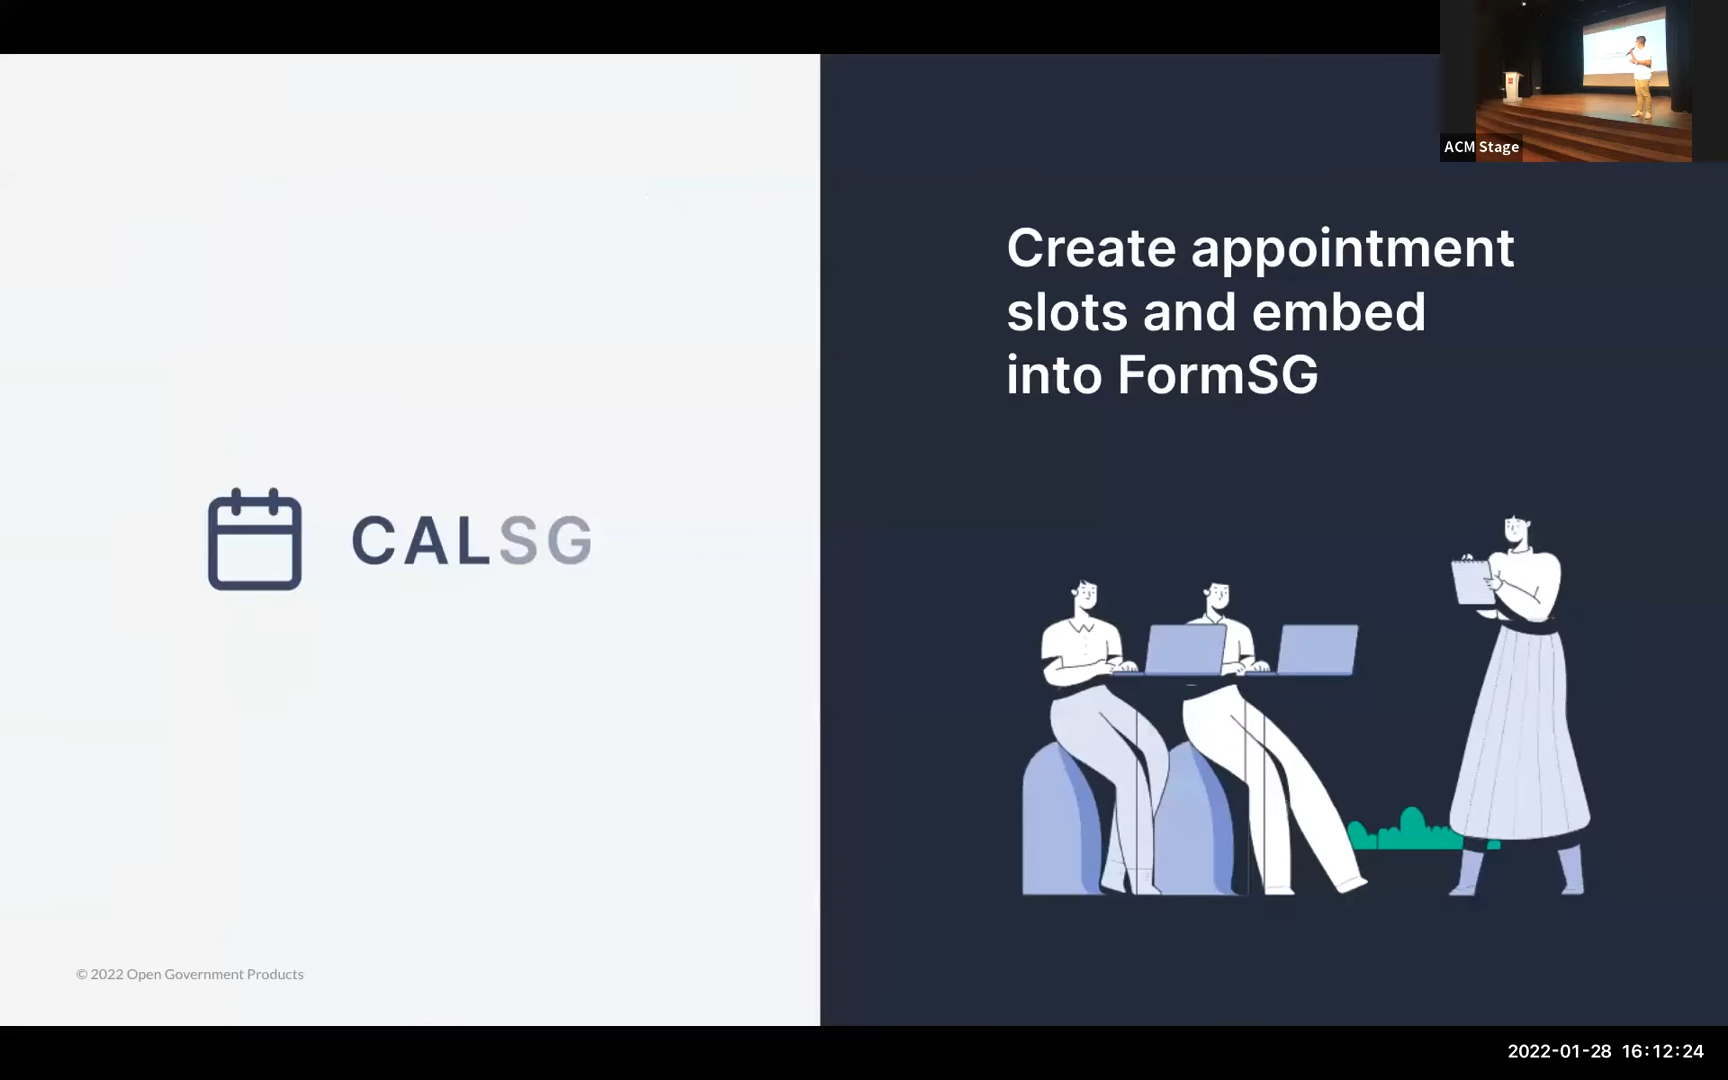 ACM Stage
Create appointment
slots and embed
into FormSG
CALSG
© 2022 Open Government Products
2022-01-28 16:12:24